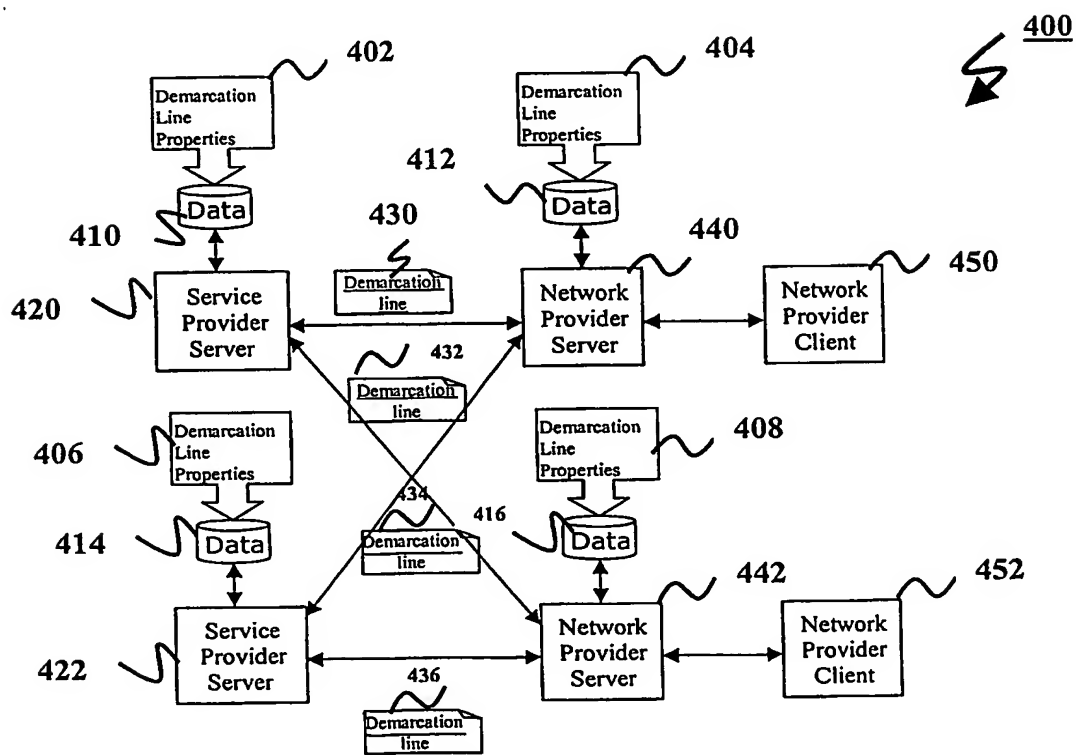 400
402
404
Demarcation
Line
Properties
Demarcation
Line
Properties
412
Data
Data
410
430
440
450
420
Service
Provider
Server
Demarcation
line
Network
Provider
Server
Network
Provider
Client
432
Demarcation
line
406
Demarcation
Line
Properties
Demarcation
Line
Properties
408
434
416
414
Data
Data
Demarcation
line
442
452
422
Service
Provider
Server
Network
Provider
Server
Network
Provider
Client
436
Demarcation
line